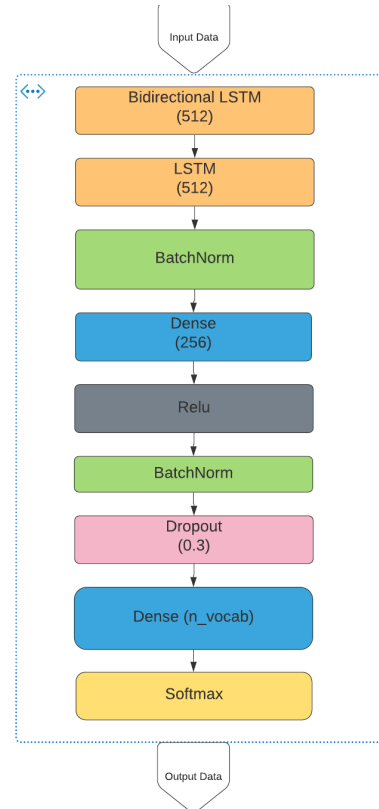 Input Data
Bidirectional LSTM
(512)
LSTM
(512)
BatchNorm
Dense
(256)
Relu
BatchNorm
Dropout
(0.3)
Dense (n_vocab)
Softmax
Output Data